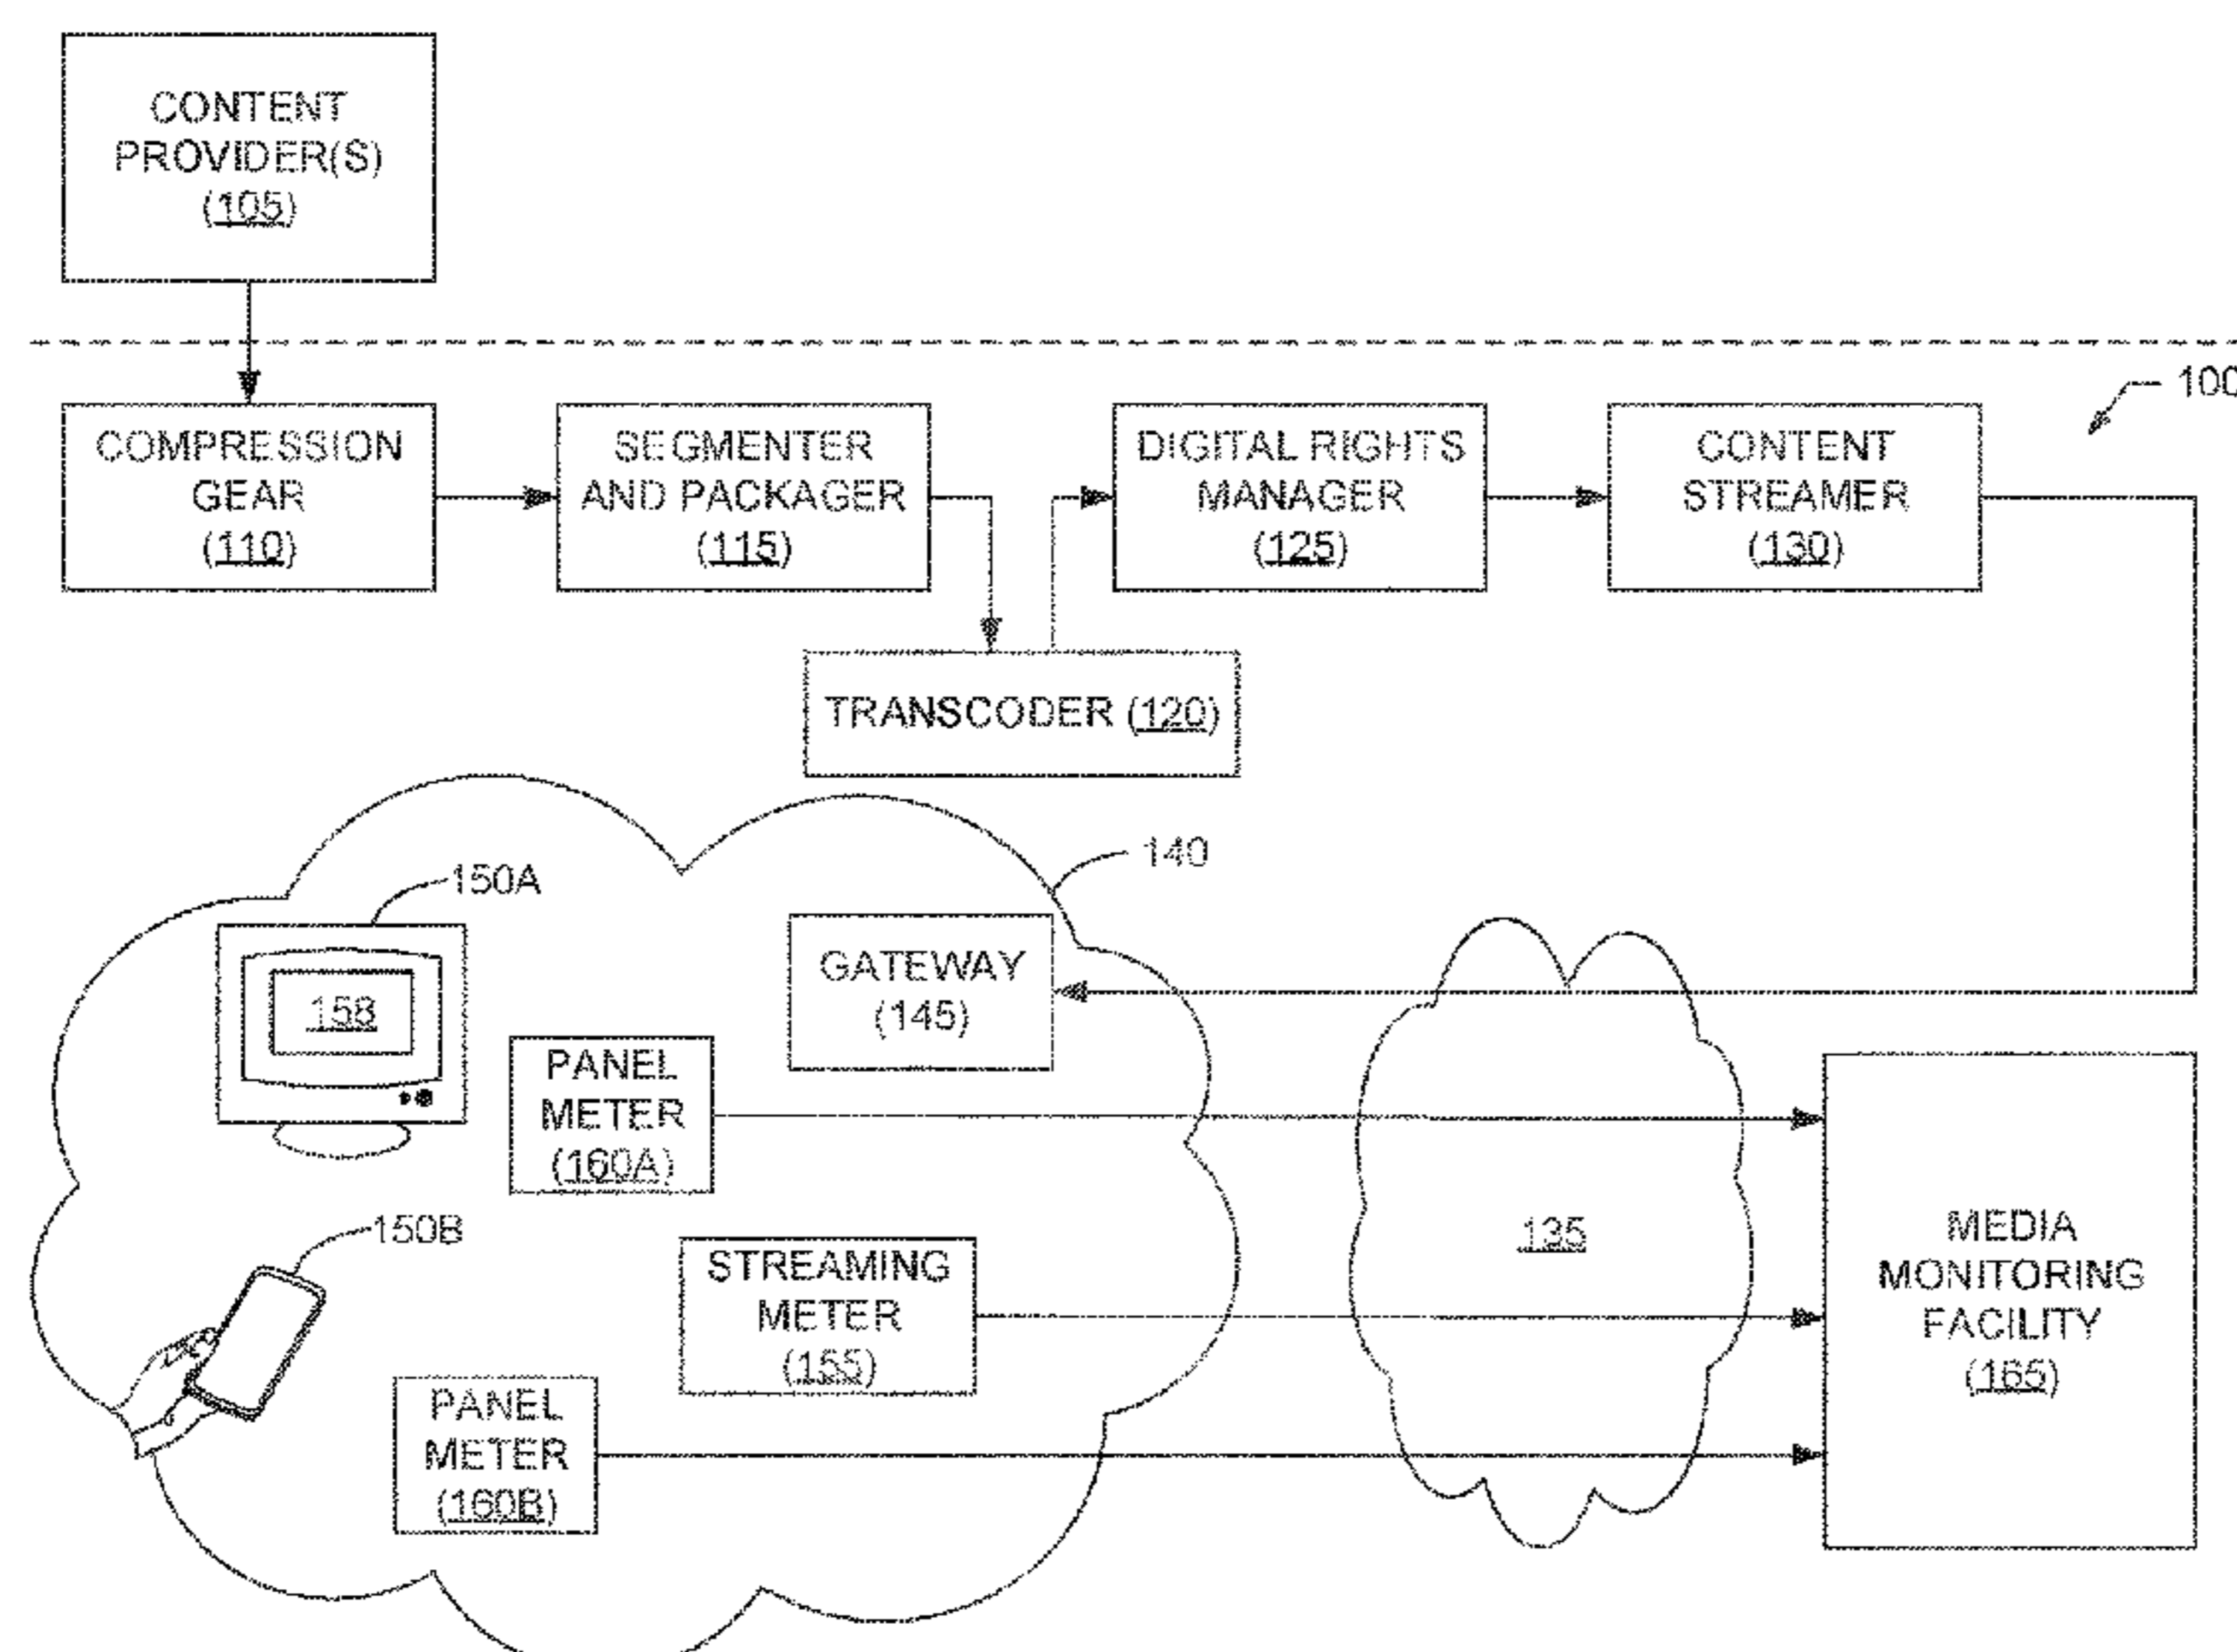 CONTENT
PROVIDER(S)
(105)
100
COMPRESSION
GEAR
(110)
SEGMENTER
AND PACKAGER
(115)
DIGITAL RIGHTS
MANAGER
(125)
CONTENT
STREAMER
(130)
TRANSCODER (120)
140
150A
158
GATEWAY
(145)
PANEL
METER
(160A)
150B
STREAMING
METER
(155)
135
MEDIA
MONITORING
FACILITY
(165)
PANEL
METER
(160B)